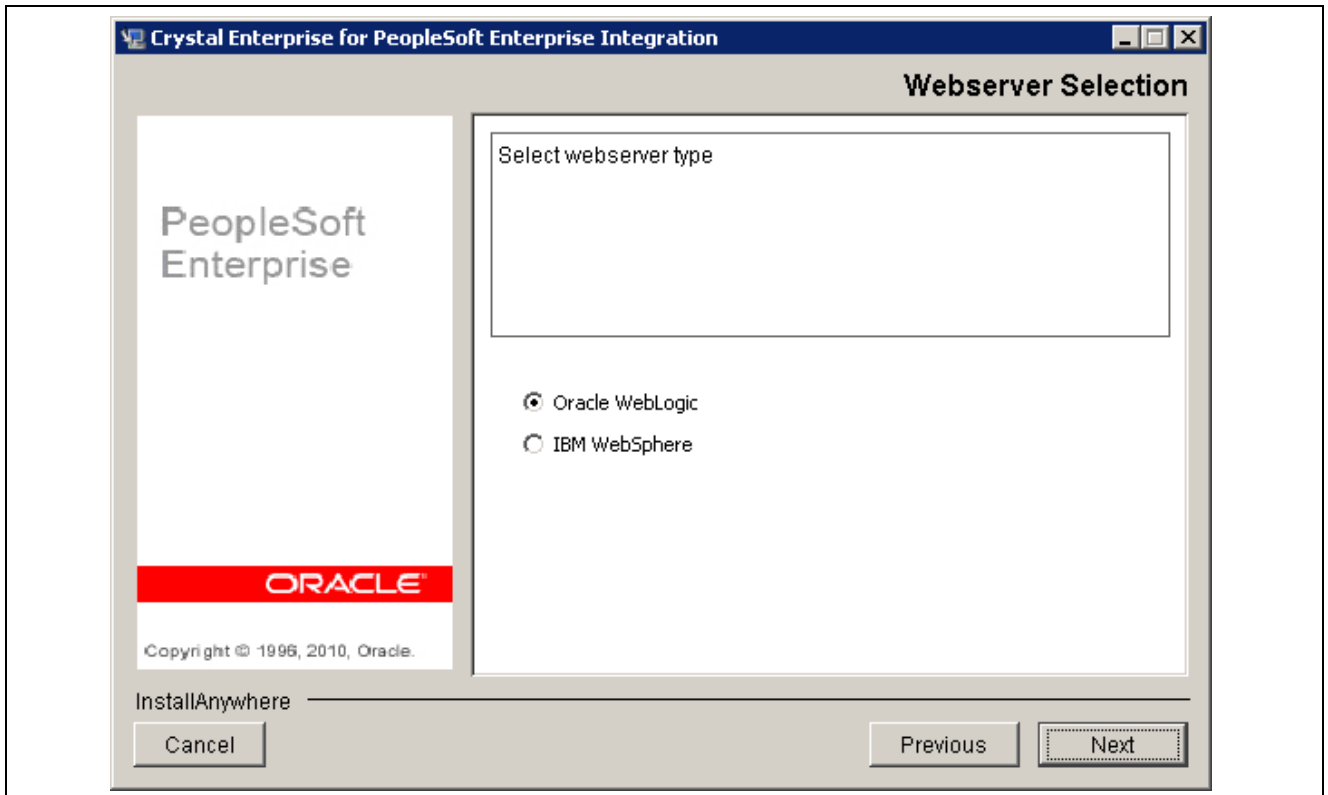 Crystal Enterprise for PeopleSoft Enterprise Integration
Webserver Selection
PeopleSoft
Enterprise
ORACLE
Copyright © 1996, 2010, Oracle.
Select webserver type
Oracle WebLogic
IBM WebSphere
InstallAnywhere
Cancel
Previous
Next